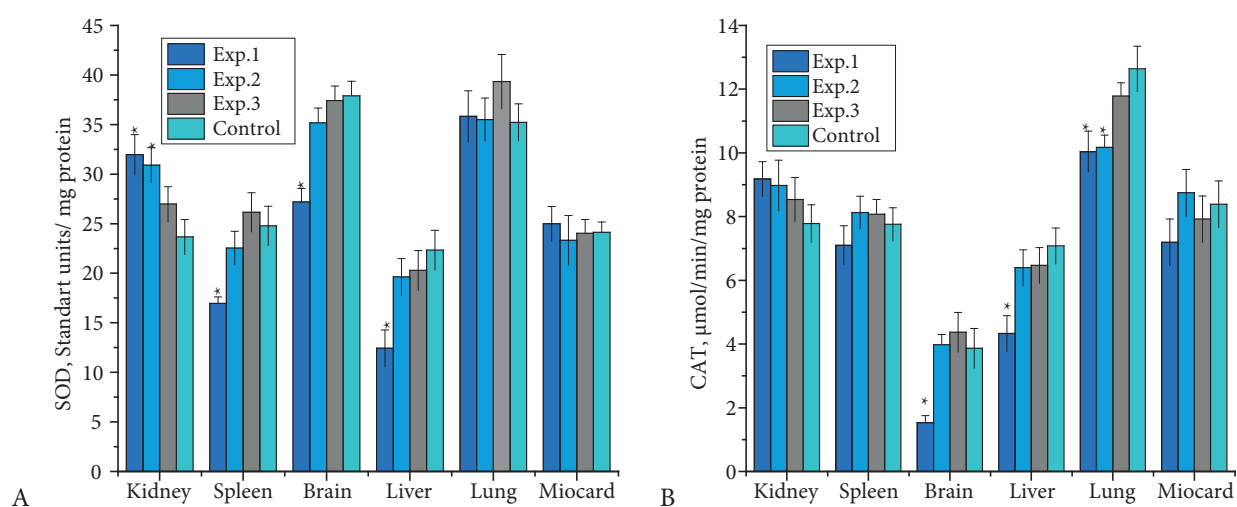 45
40
35
30
25
20
15
10
5
0
SOD, Standart units/ mg protein
Exp.1
Exp.2
Exp.3
Control
* * * * *
Kidney Spleen Brain Liver Lung Miocard
A
14
12
10
8
6
4
2
0
CAT, µmol/min/mg protein
Exp.1
Exp.2
Exp.3
Control
* * * *
Kidney Spleen Brain Liver Lung Miocard
B